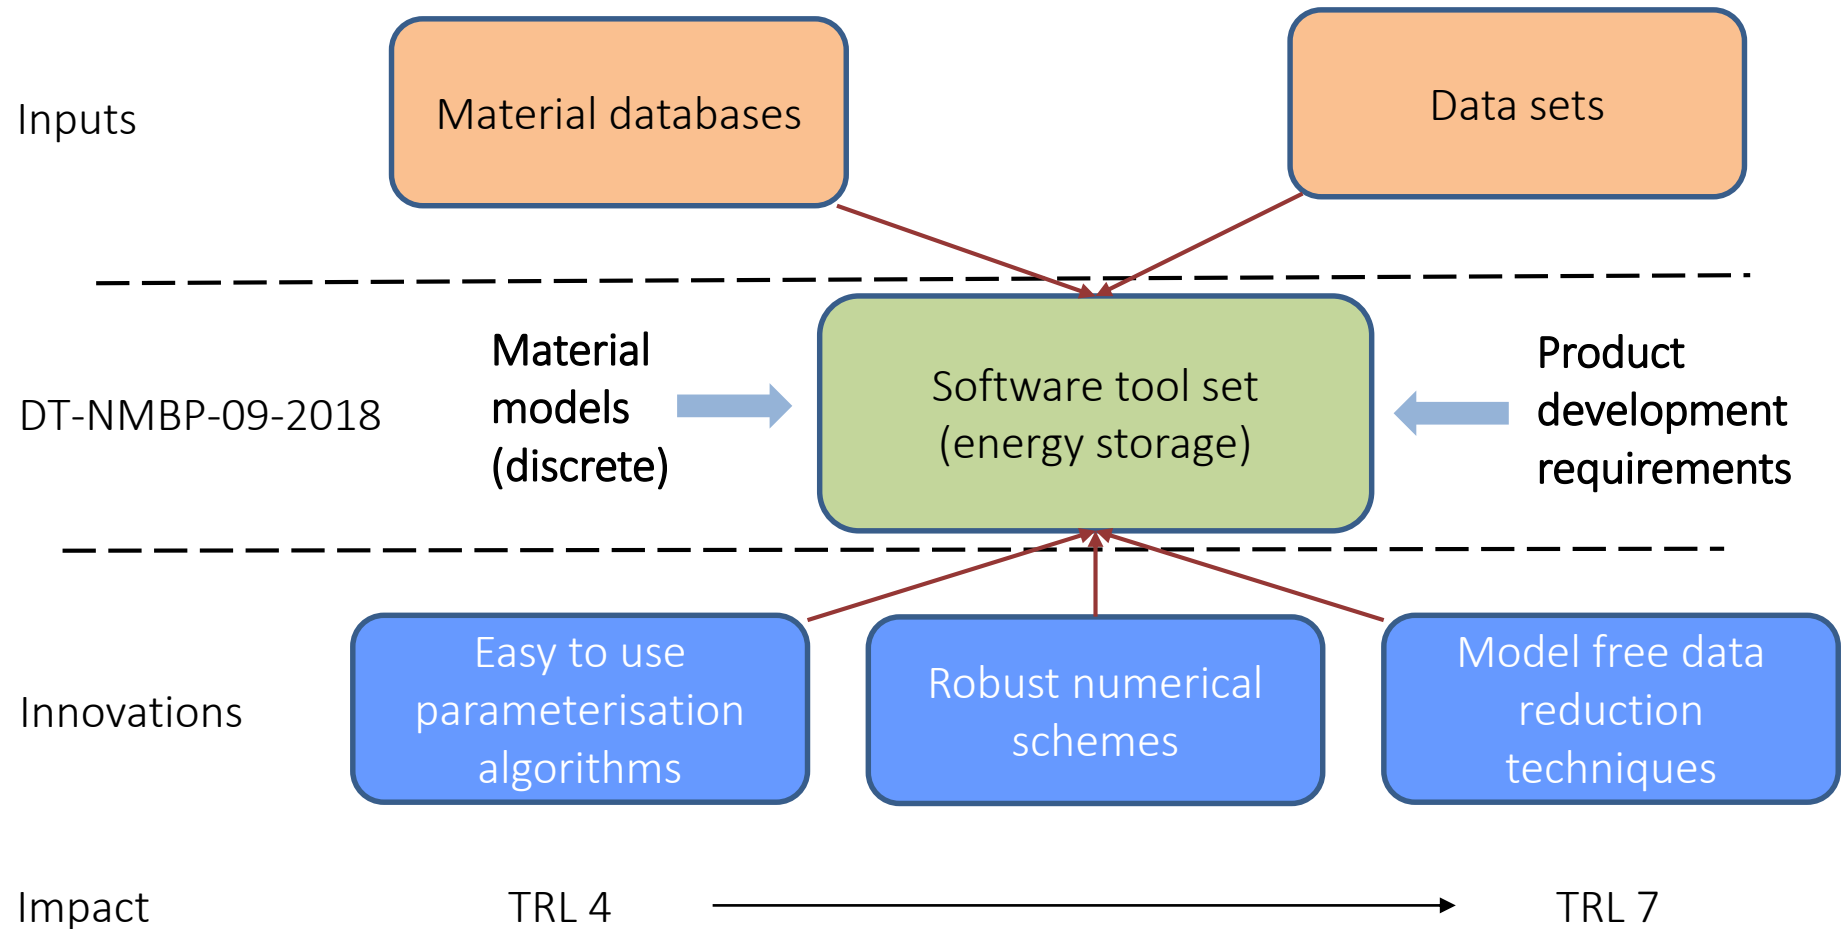 Inputs
Material databases
Data sets
DT-NMBP-09-2018
Material
models
(discrete)
Software tool set
(energy storage)
Product
development
requirements
Innovations
Easy to use
parameterisation
algorithms
Robust numerical
schemes
Model free data
reduction
techniques
Impact
TRL 4
TRL 7